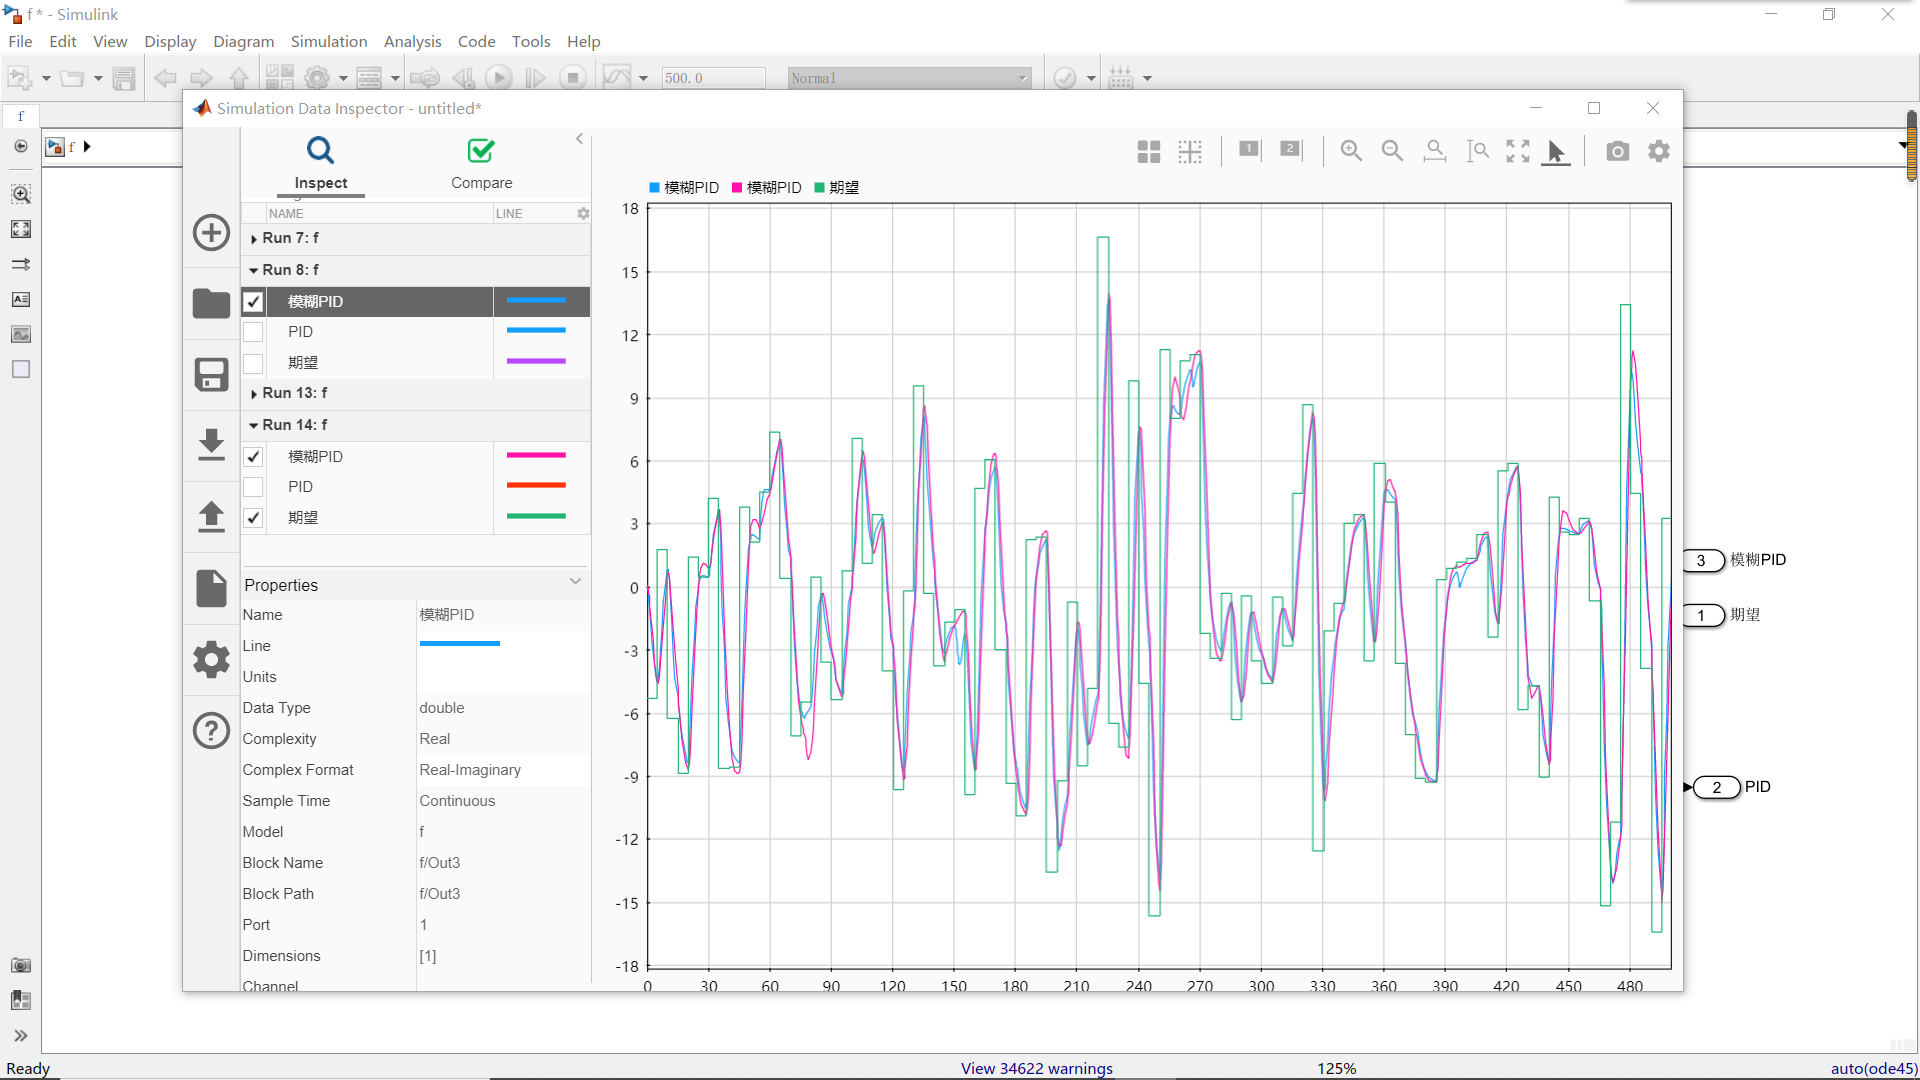 f * - Simulink
File Edit View Display Diagram Simulation Analysis Code Tools Help
500.0 Normal
f
f
Simulation Data Inspector - untitled*
Inspect Compare
NAME LINE
Run 7: f
Run 8: f
模糊PID
PID
期望
Run 13: f
Run 14: f
模糊PID
PID
期望
Properties
Name 模糊PID
Line
Units
Data Type double
Complexity Real
Complex Format Real-Imaginary
Sample Time Continuous
Model f
Block Name f/Out3
Block Path f/Out3
Port 1
Dimensions [1]
Channel
1 2
模糊PID 模糊PID 期望
18
15
12
9
6
3
0
-3
-6
-9
-12
-15
-18
0 30 60 90 120 150 180 210 240 270 300 330 360 390 420 450 480
3 模糊PID
1 期望
2 PID
Ready View 34622 warnings 125% auto(ode45)